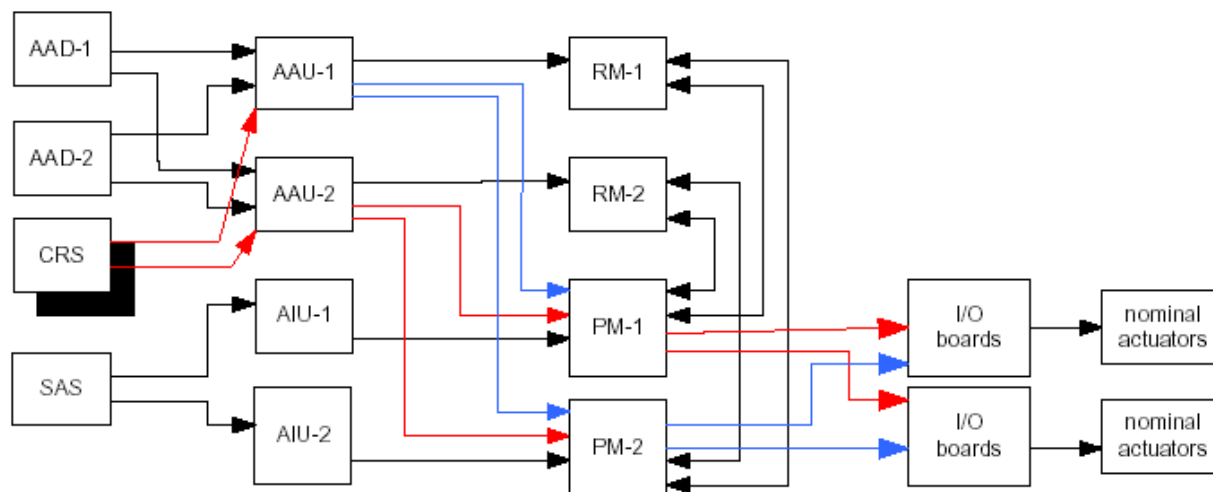 AAD-1
AAD-2
CRS
SAS
AAU-1
AAU-2
AIU-1
AIU-2
RM-1
RM-2
PM-1
PM-2
I/O
boards
I/O
boards
nominal
actuators
nominal
actuators